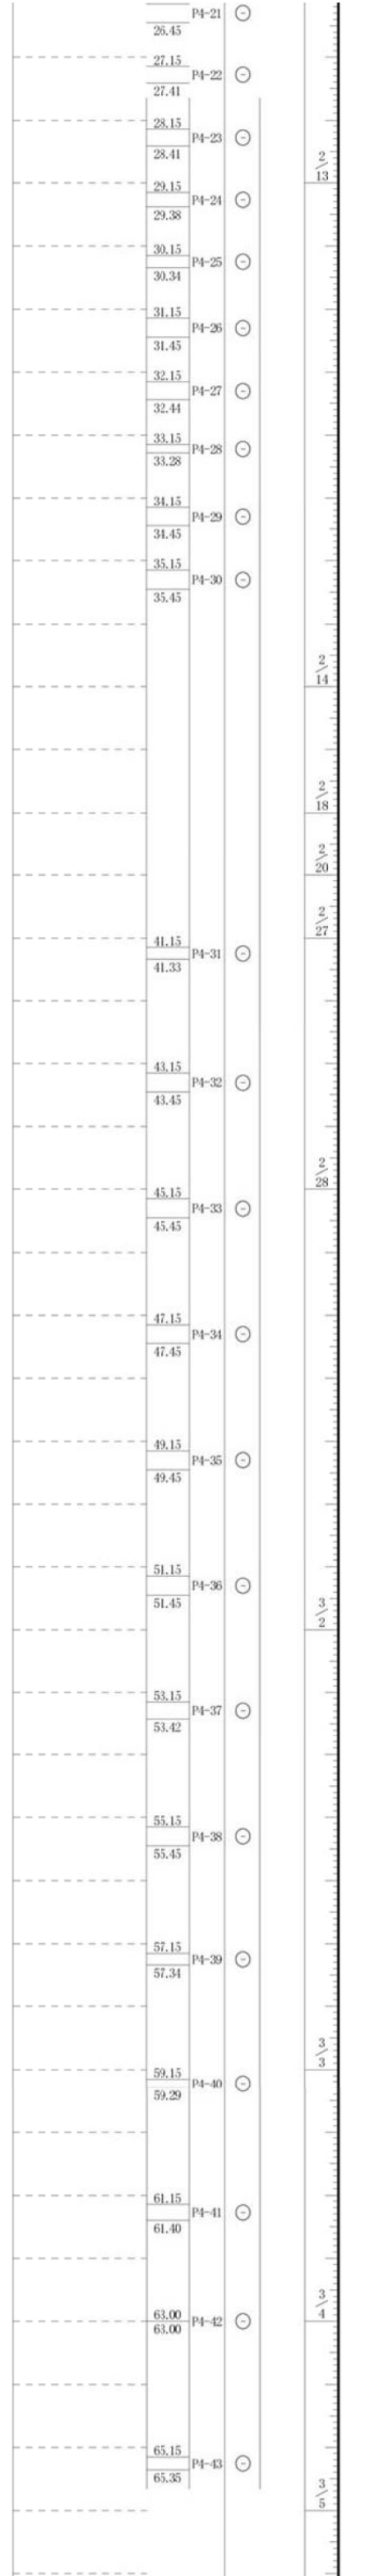 P4-21 ⊖
26.45
27.15
P4-22 ⊖
27.41
28.15
P4-23 ⊖
28.41
2/13
29.15
P4-24 ⊖
29.38
30.15
P4-25 ⊖
30.34
31.15
P4-26 ⊖
31.45
32.15
P4-27 ⊖
32.44
33.15
P4-28 ⊖
33.28
34.15
P4-29 ⊖
34.45
35.15
P4-30 ⊖
35.45
2/14
2/18
2/20
2/27
41.15
P4-31 ⊖
41.33
43.15
P4-32 ⊖
43.45
2/28
45.15
P4-33 ⊖
45.45
47.15
P4-34 ⊖
47.45
49.15
P4-35 ⊖
49.45
51.15
P4-36 ⊖
51.45
3/2
53.15
P4-37 ⊖
53.42
55.15
P4-38 ⊖
55.45
57.15
P4-39 ⊖
57.34
3/3
59.15
P4-40 ⊖
59.29
61.15
P4-41 ⊖
61.40
3/4
63.00
P4-42 ⊖
63.00
65.15
P4-43 ⊖
65.35
3/5